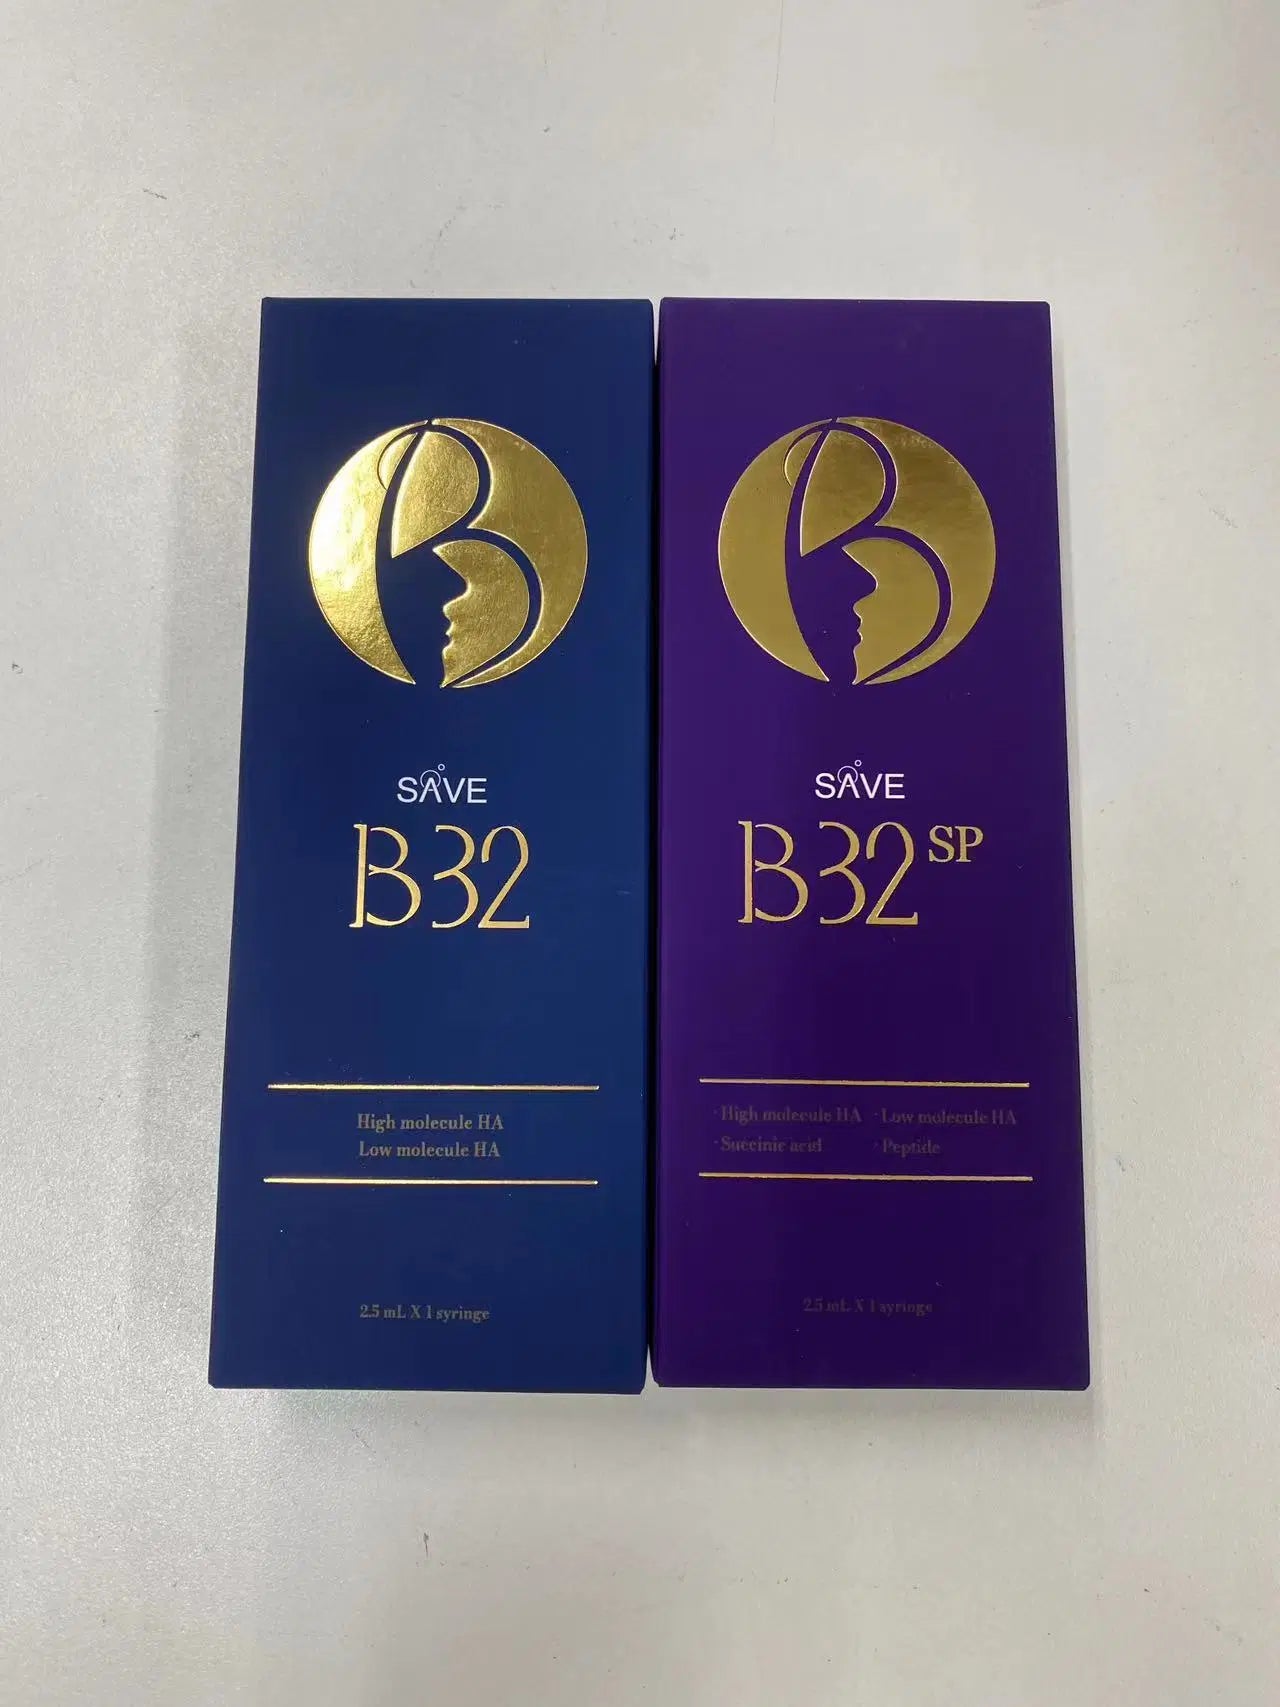 SAVE
B32
High molecule HA
Low molecule HA
2.5 mL X 1 syringe
SAVE
B32 SP
· High molecule HA · Low molecule HA
· Succinic acid · Peptide
2.5 mL X 1 syringe